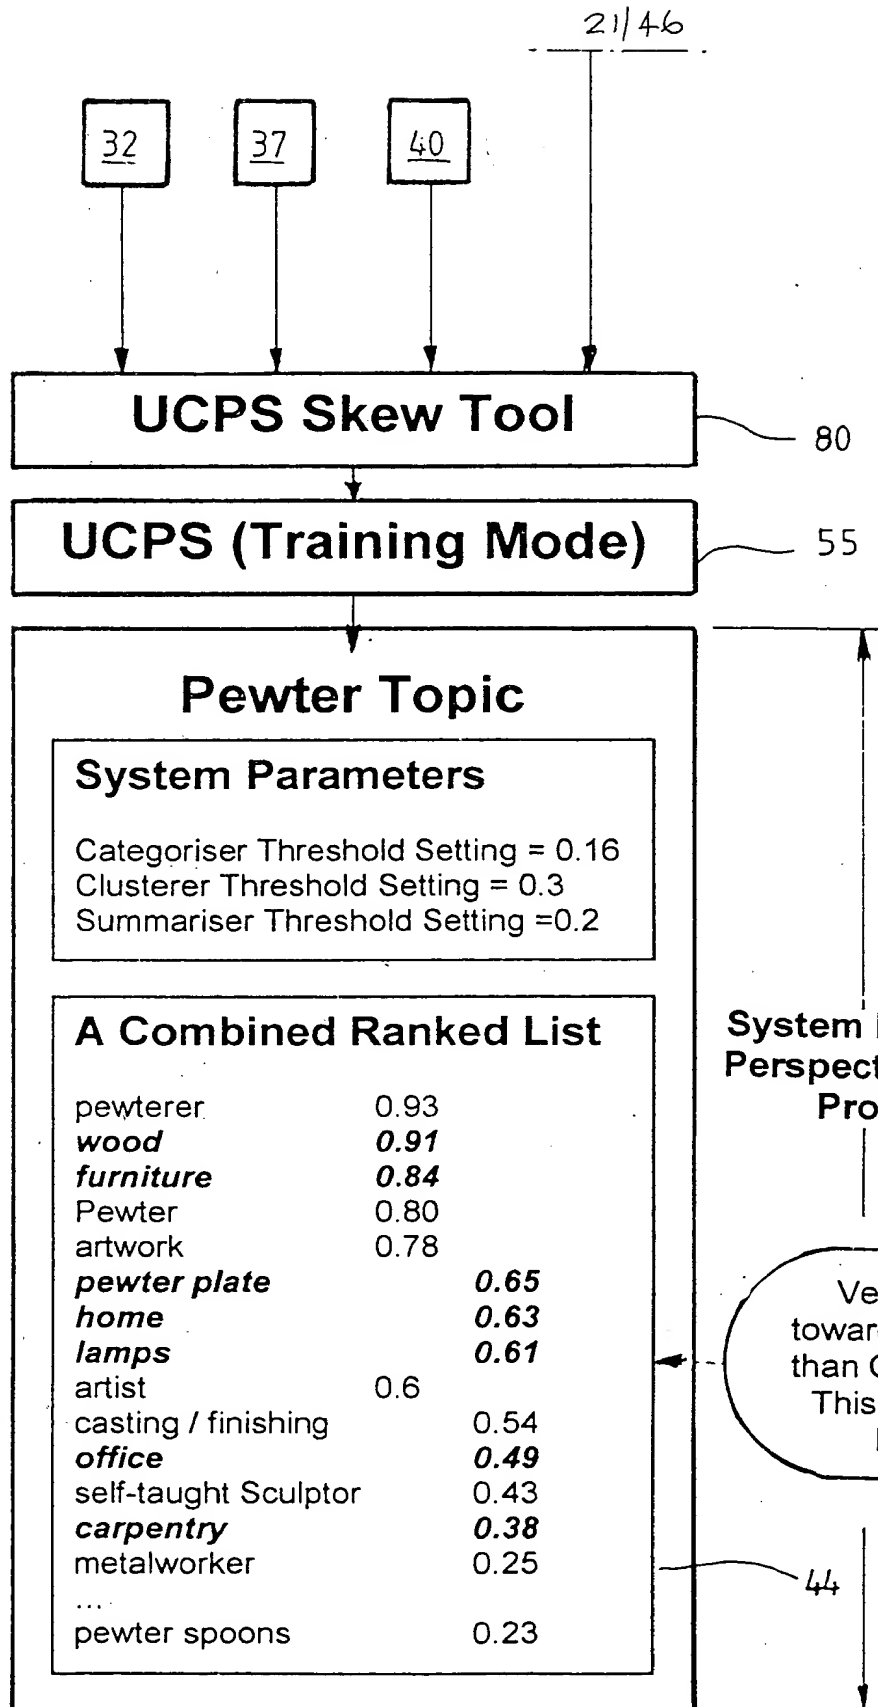 21/46
32 37 40
UCPS Skew Tool
80
UCPS (Training Mode)
55
Pewter Topic
System Parameters
Categoriser Threshold Setting = 0.16
Clusterer Threshold Setting = 0.3
Summariser Threshold Setting =0.2
A Combined Ranked List
pewterer 0.93
wood 0.91
furniture 0.84
Pewter 0.80
artwork 0.78
pewter plate 0.65
home 0.63
lamps 0.61
artist 0.6
casting / finishing 0.54
office 0.49
self-taught Sculptor 0.43
carpentry 0.38
metalworker 0.25
...
pewter spoons 0.23
44
System
Perspect
Pro
Ve
towar
than
This